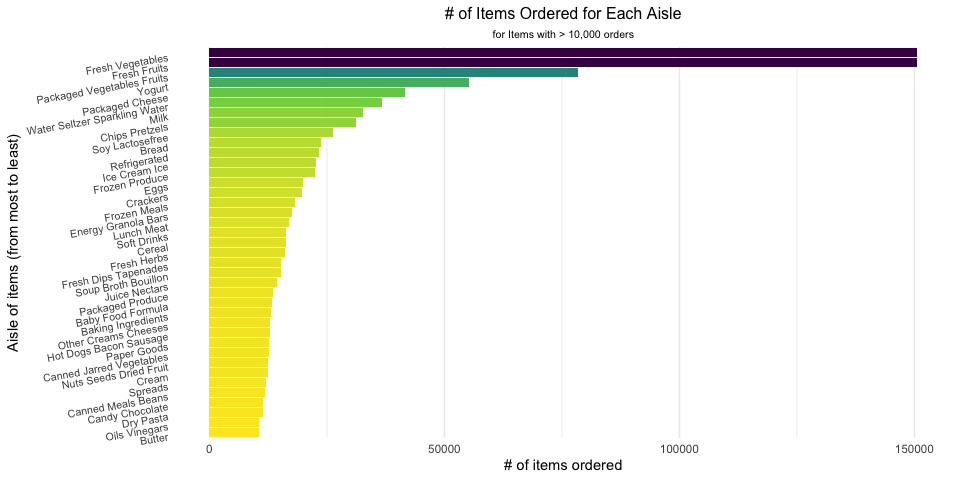 # of Items Ordered for Each Aisle
for Items with > 10,000 orders
Aisle of items (from most to least)
Fresh Vegetables
Fresh Fruits
Packaged Vegetables Fruits
Yogurt
Packaged Cheese
Water Seltzer Sparkling Water
Milk
Chips Pretzels
Soy Lactosefree
Bread
Refrigerated
Ice Cream Ice
Frozen Produce
Eggs
Crackers
Frozen Meals
Energy Granola Bars
Lunch Meat
Soft Drinks
Cereal
Fresh Herbs
Fresh Dips Tapenades
Soup Broth Bouillon
Juice Nectars
Packaged Produce
Baby Food Formula
Baking Ingredients
Other Creams Cheeses
Hot Dogs Bacon Sausage
Paper Goods
Canned Jarred Vegetables
Nuts Seeds Dried Fruit
Cream
Spreads
Canned Meals Beans
Candy Chocolate
Dry Pasta
Oils Vinegars
Butter
0
50000
100000
150000
# of items ordered